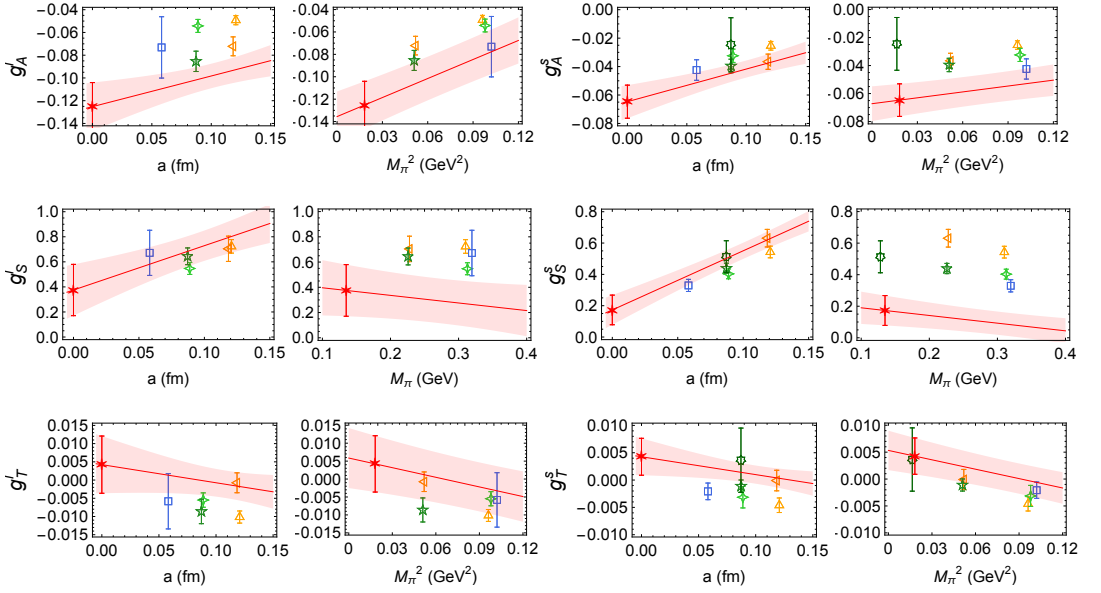 −0.04
−0.06
−0.08
−0.10
−0.12
−0.14
g_A^l
0.00 0.05 0.10 0.15
a (fm)
−0.04
−0.06
−0.08
−0.10
−0.12
−0.14
0 0.03 0.06 0.09 0.12
M_π^2 (GeV^2)
0.00
−0.02
−0.04
−0.06
−0.08
g_A^s
0.00 0.05 0.10 0.15
a (fm)
0.00
−0.02
−0.04
−0.06
−0.08
0 0.03 0.06 0.09 0.12
M_π^2 (GeV^2)
1.0
0.8
0.6
0.4
0.2
0.0
g_S^l
0.00 0.05 0.10 0.15
a (fm)
1.0
0.8
0.6
0.4
0.2
0.0
0.1 0.2 0.3 0.4
M_π (GeV)
0.8
0.6
0.4
0.2
0.0
g_S^s
0.00 0.05 0.10 0.15
a (fm)
0.8
0.6
0.4
0.2
0.0
0.1 0.2 0.3 0.4
M_π (GeV)
0.015
0.010
0.005
0.000
−0.005
−0.010
−0.015
g_T^l
0.00 0.05 0.10 0.15
a (fm)
0.015
0.010
0.005
0.000
−0.005
−0.010
−0.015
0 0.03 0.06 0.09 0.12
M_π^2 (GeV^2)
0.010
0.005
0.000
−0.005
0.010
g_T^s
0.00 0.05 0.10 0.15
a (fm)
0.010
0.005
0.000
−0.005
0.010
0 0.03 0.06 0.09 0.12
M_π^2 (GeV^2)